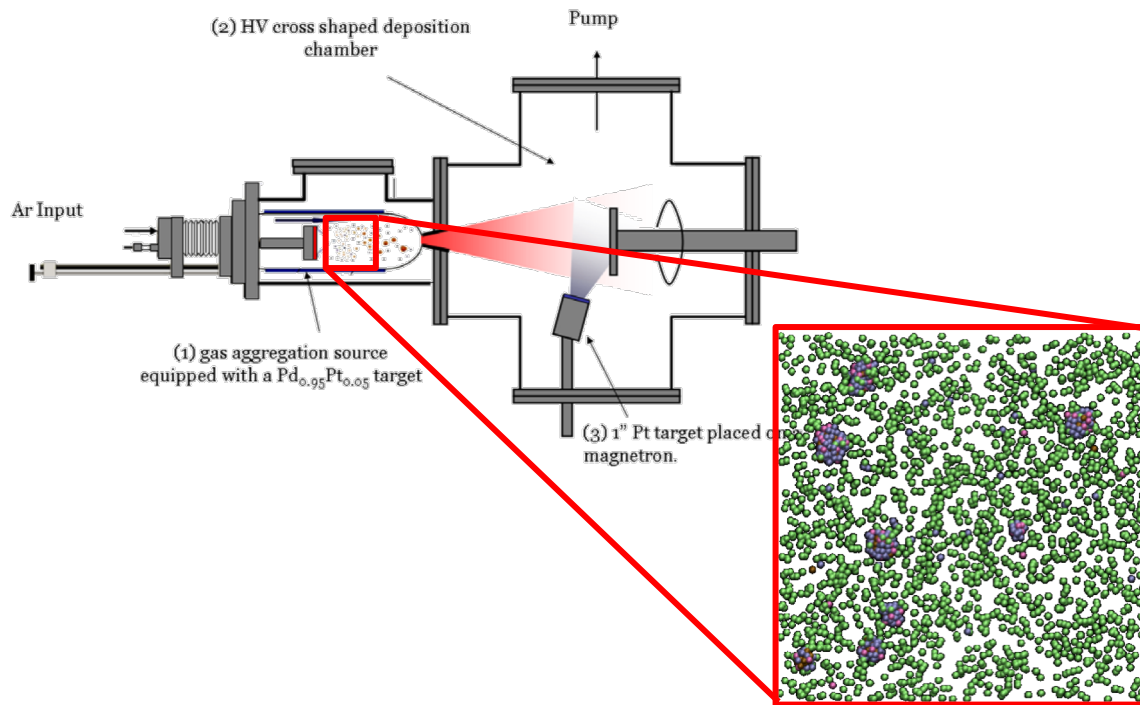 (2) HV cross shaped deposition
chamber
Pump
Ar Input
(1) gas aggregation source
equipped with a Pd₀.₉₅Pt₀.₀₅ target
(3) 1” Pt target placed on
magnetron.